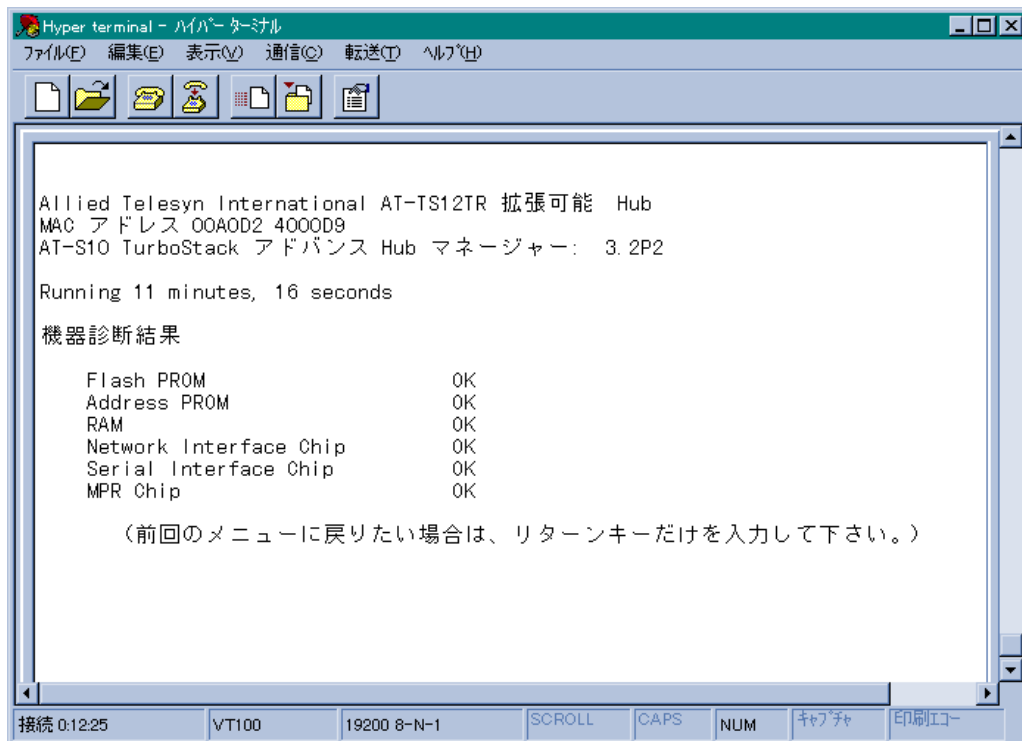 Hyper terminal - ﾊｲﾊﾟｰ ﾀｰﾐﾅﾙ
ﾌｧｲﾙ(F) 編集(E) 表示(V) 通信(C) 転送(T) ﾍﾙﾌﾟ(H)
Allied Telesyn International AT-TS12TR 拡張可能 Hub
MAC アドレス 00A0D2 4000D9
AT-S10 TurboStack アドバンス Hub マネージャー: 3.2P2
Running 11 minutes, 16 seconds
機器診断結果
Flash PROM OK
Address PROM OK
RAM OK
Network Interface Chip OK
Serial Interface Chip OK
MPR Chip OK
(前回のメニューに戻りたい場合は、リターンキーだけを入力して下さい。)
接続 0:12:25 VT100 19200 8-N-1 SCROLL CAPS NUM ｷｬﾌﾟﾁｬ 印刷ｴｺｰ